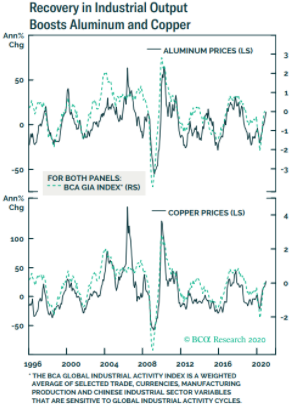 Recovery in Industrial Output
Boosts Aluminum and Copper
Ann%
Chg
— ALUMINUM PRICES (LS)
3
50
2
1
0
0
-1
-2
-50
-3
FOR BOTH PANELS:
--- BCA GIA INDEX* (RS)
Ann%
Chg
— COPPER PRICES (LS)
4
100
2
50
0
0
-2
-50
© BCA Research 2020
1996 2000 2004 2008 2012 2016 2020
* THE BCA GLOBAL INDUSTRIAL ACTIVITY INDEX IS A WEIGHTED
AVERAGE OF SELECTED TRADE, CURRENCIES, MANUFACTURING
PRODUCTION AND CHINESE INDUSTRIAL SECTOR VARIABLES
THAT ARE SENSITIVE TO GLOBAL INDUSTRIAL ACTIVITY CYCLES.